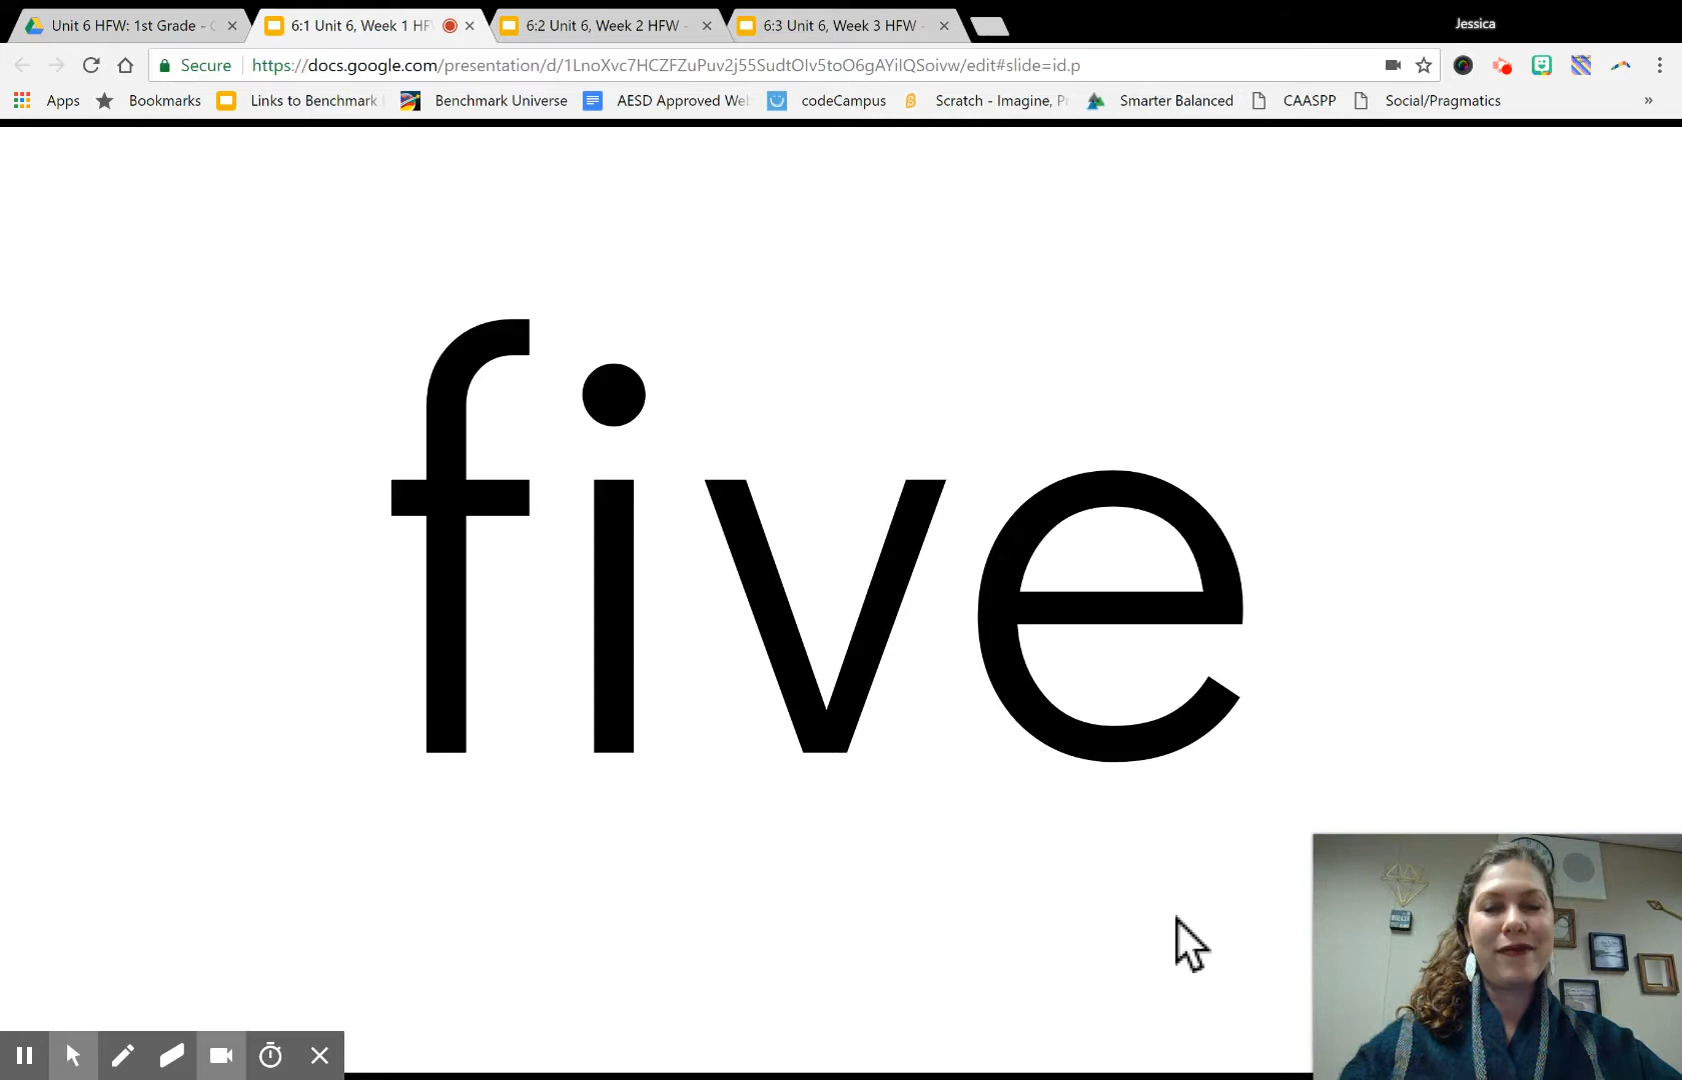 Jessica
Unit 6 HFW: 1st Grade - 6:1 Unit 6, Week 1 HF 6:2 Unit 6, Week 2 HFW - 6:3 Unit 6, Week 3 HFW -
Secure https://docs.google.com/presentation/d/1LnoXvc7HCZFZuPuv2j55SudtOlv5toO6gAYiIQSoivw/edit#slide=id.p
Apps Bookmarks Links to Benchmark Benchmark Universe AESD Approved We codeCampus Scratch - Imagine, P Smarter Balanced CAASPP Social/Pragmatics »
five